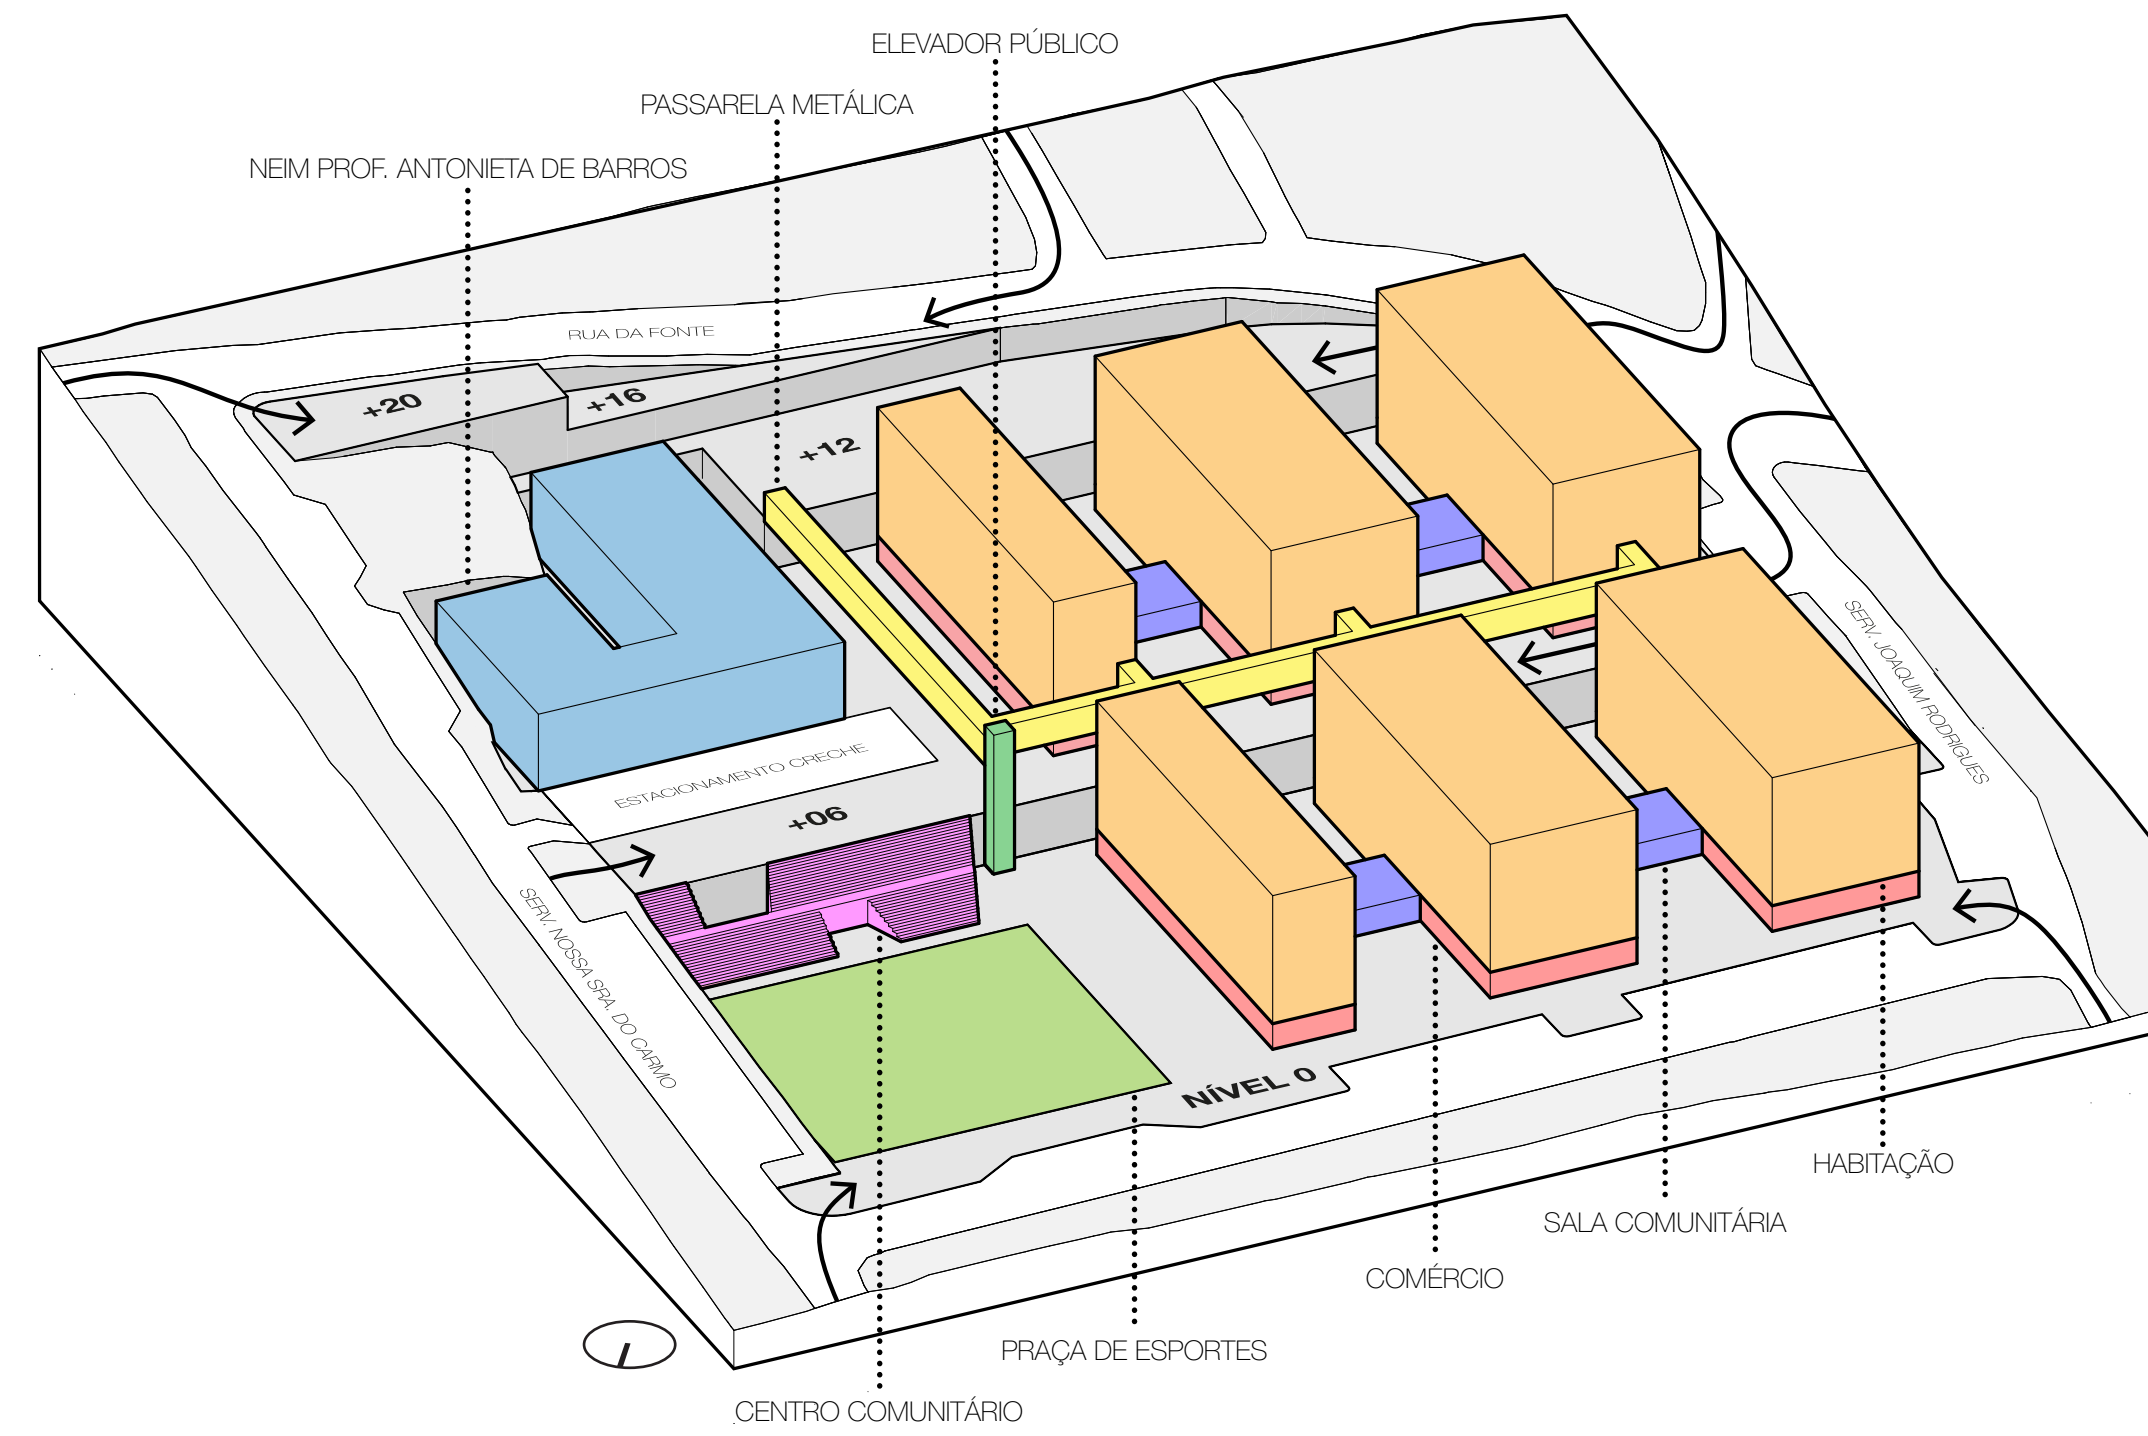 ELEVADOR PÚBLICO
PASSARELA METÁLICA
NEIM PROF. ANTONIETA DE BARROS
RUA DA FONTE
+20
+16
+12
SERV. JOAQUIM RODRIGUES
ESTACIONAMENTO CRECHE
+06
SERV. NOSSA SRA. DO CARMO
NÍVEL 0
HABITAÇÃO
SALA COMUNITÁRIA
COMÉRCIO
PRAÇA DE ESPORTES
CENTRO COMUNITÁRIO